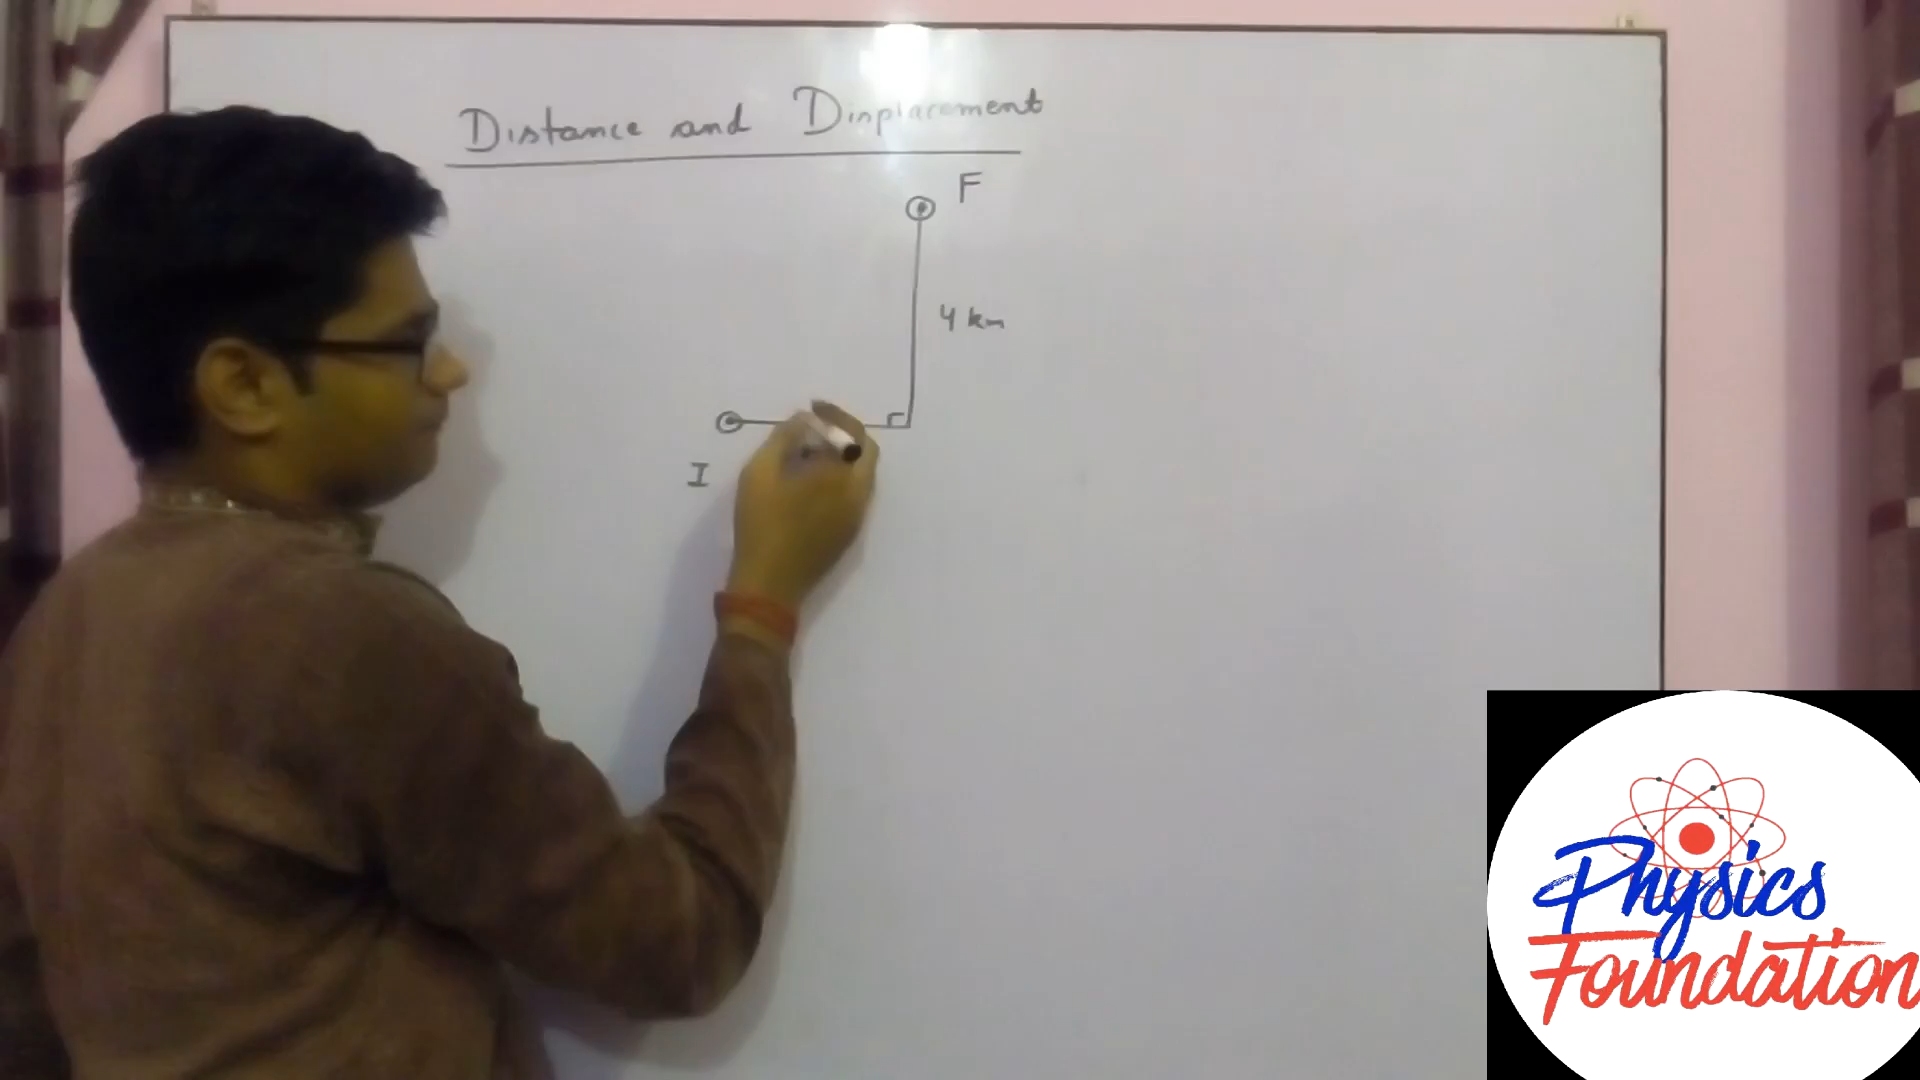 Distance and Displacement
F
4 km
I
Physics
Foundation